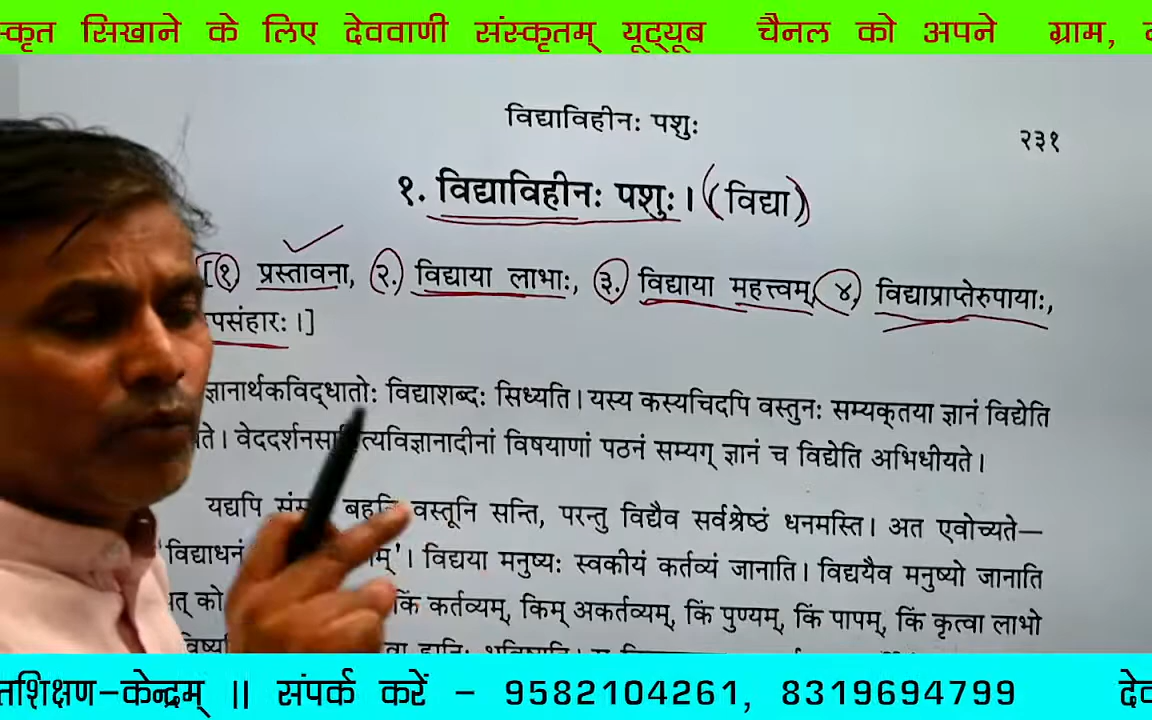 स्कृत सिखाने के लिए देववाणी संस्कृतम् यूट्यूब चैनल को अपने ग्राम,
विद्याविहीनः पशुः
२३१
१. विद्याविहीनः पशुः। (विद्या)
[१ प्रस्तावना, २. विद्याया लाभाः, ३. विद्याया महत्त्वम्, ४, विद्याप्राप्तेरुपायाः,
पसंहारः।]
ज्ञानार्थकविद्धातोः विद्याशब्दः सिध्यति। यस्य कस्यचिदपि वस्तुनः सम्यक्तया ज्ञानं विद्येति
ते। वेददर्शनसाहित्यविज्ञानादीनां विषयाणां पठनं सम्यग् ज्ञानं च विद्येति अभिधीयते।
यद्यपि वस्तूनि सन्ति, परन्तु विद्यैव सर्वश्रेष्ठं धनमस्ति। अत एवोच्यते—
'विद्याधनं म्'। विद्यया मनुष्यः स्वकीयं कर्तव्यं जानाति। विद्ययैव मनुष्यो जानाति
त् को किं कर्तव्यम्, किम् अकर्तव्यम्, किं पुण्यम्, किं पापम्, किं कृत्वा लाभो
तशिक्षण-केन्द्रम् || संपर्क करें - 9582104261, 8319694799 देव